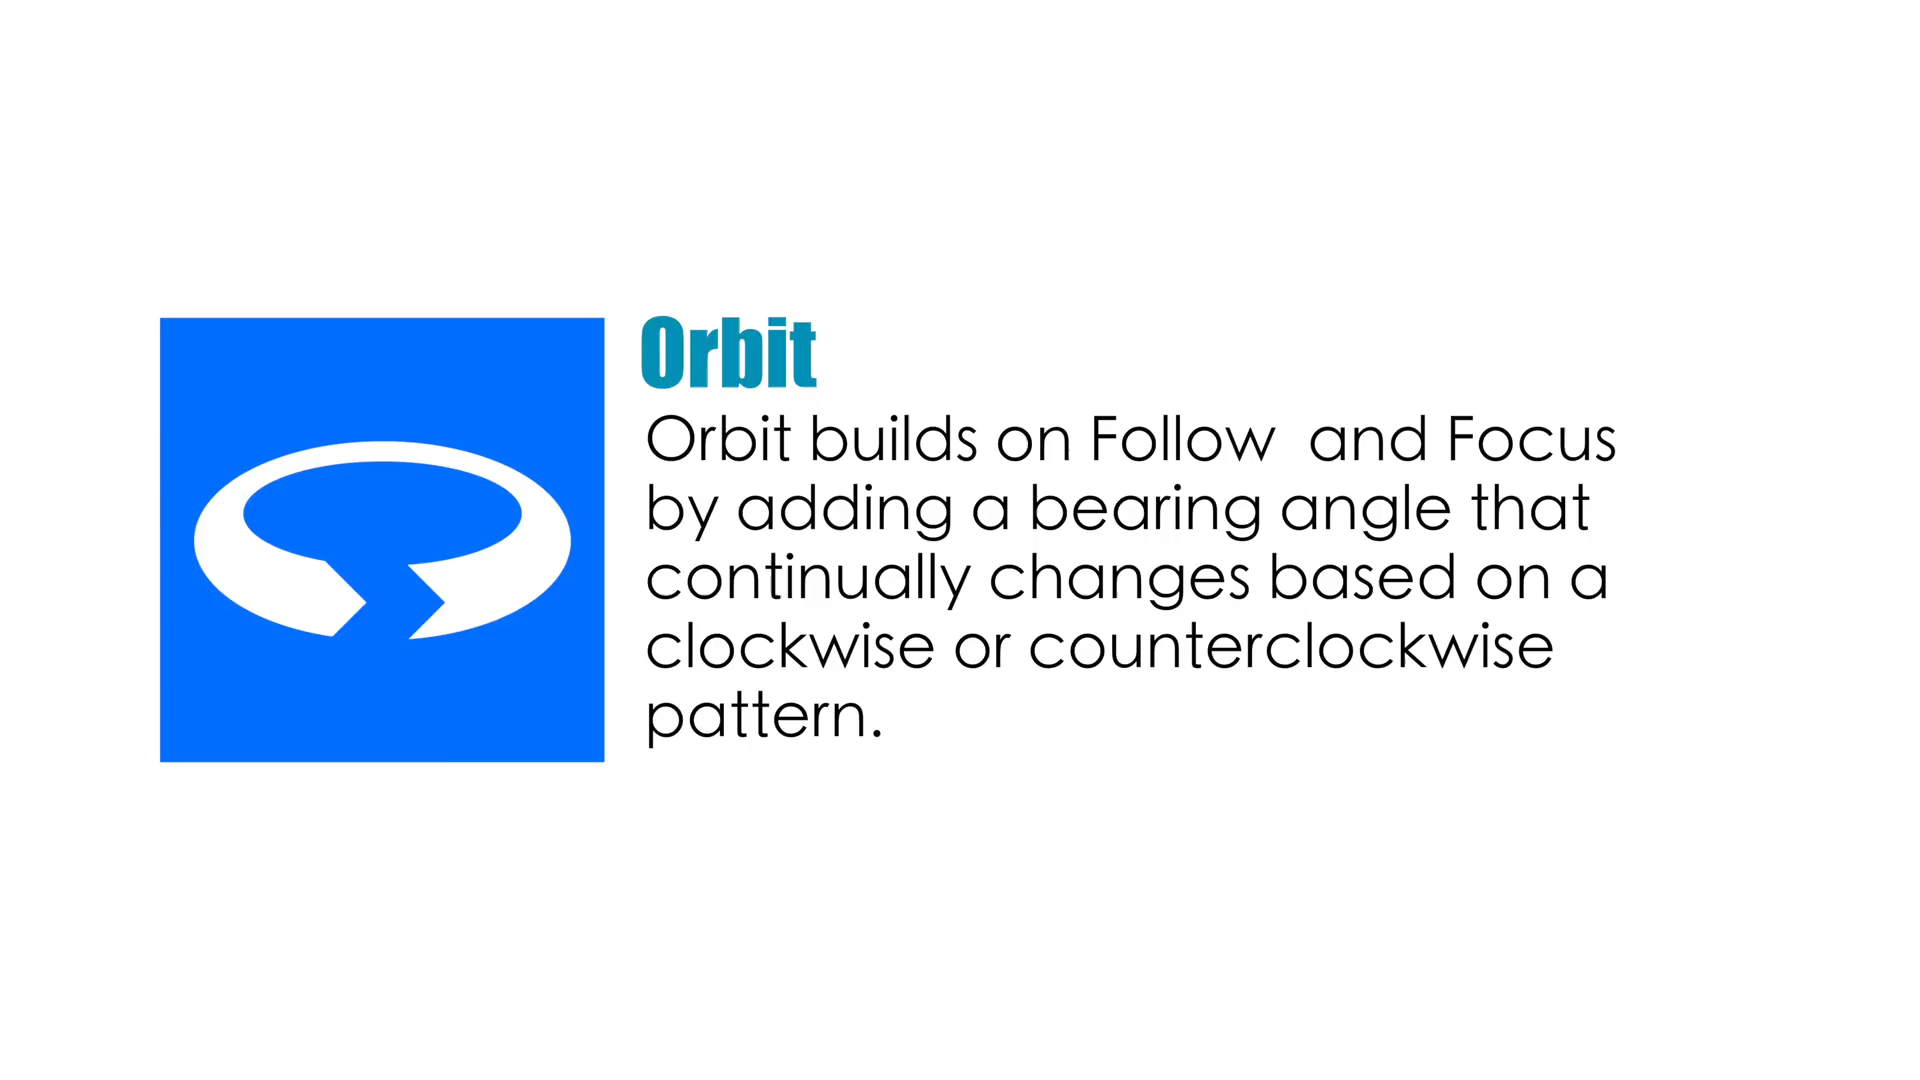 Orbit
Orbit builds on Follow  and Focus
by adding a bearing angle that
continually changes based on a
clockwise or counterclockwise
pattern.